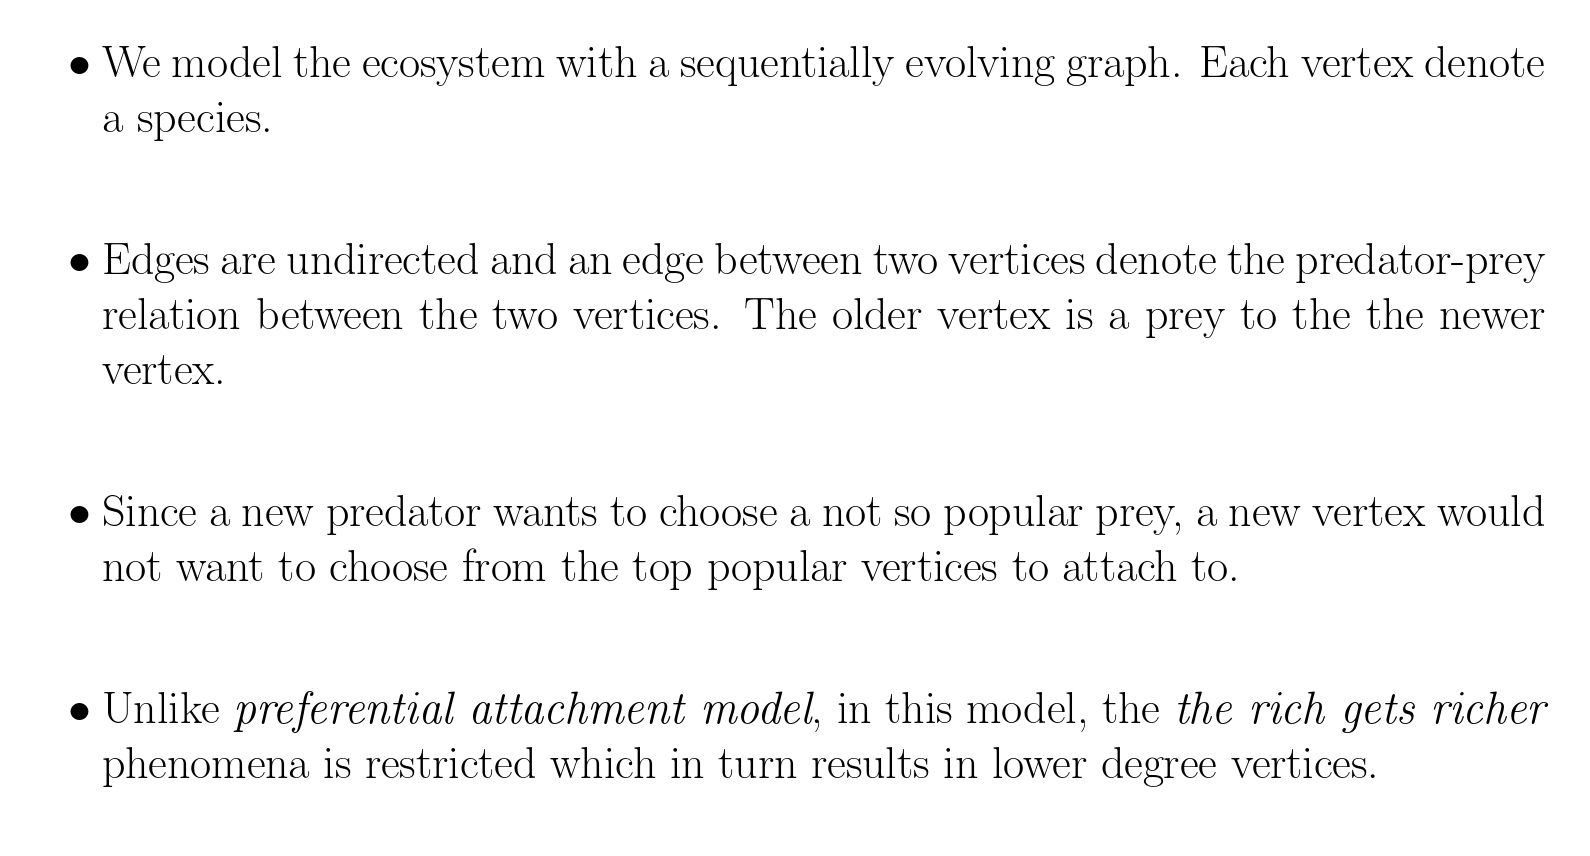 • We model the ecosystem with a sequentially evolving graph. Each vertex denote
a species.
• Edges are undirected and an edge between two vertices denote the predator-prey
relation between the two vertices. The older vertex is a prey to the the newer
vertex.
• Since a new predator wants to choose a not so popular prey, a new vertex would
not want to choose from the top popular vertices to attach to.
• Unlike preferential attachment model, in this model, the the rich gets richer
phenomena is restricted which in turn results in lower degree vertices.